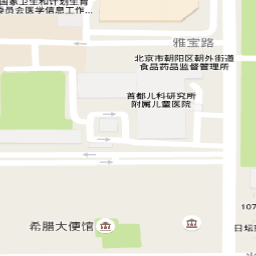 国家卫生和计划生育
委员会医学信息工作...
雅宝路
北京市朝阳区朝外街道
食品药品监督管理所
首都儿科研究所
附属儿童医院
希腊大使馆
107
日坛